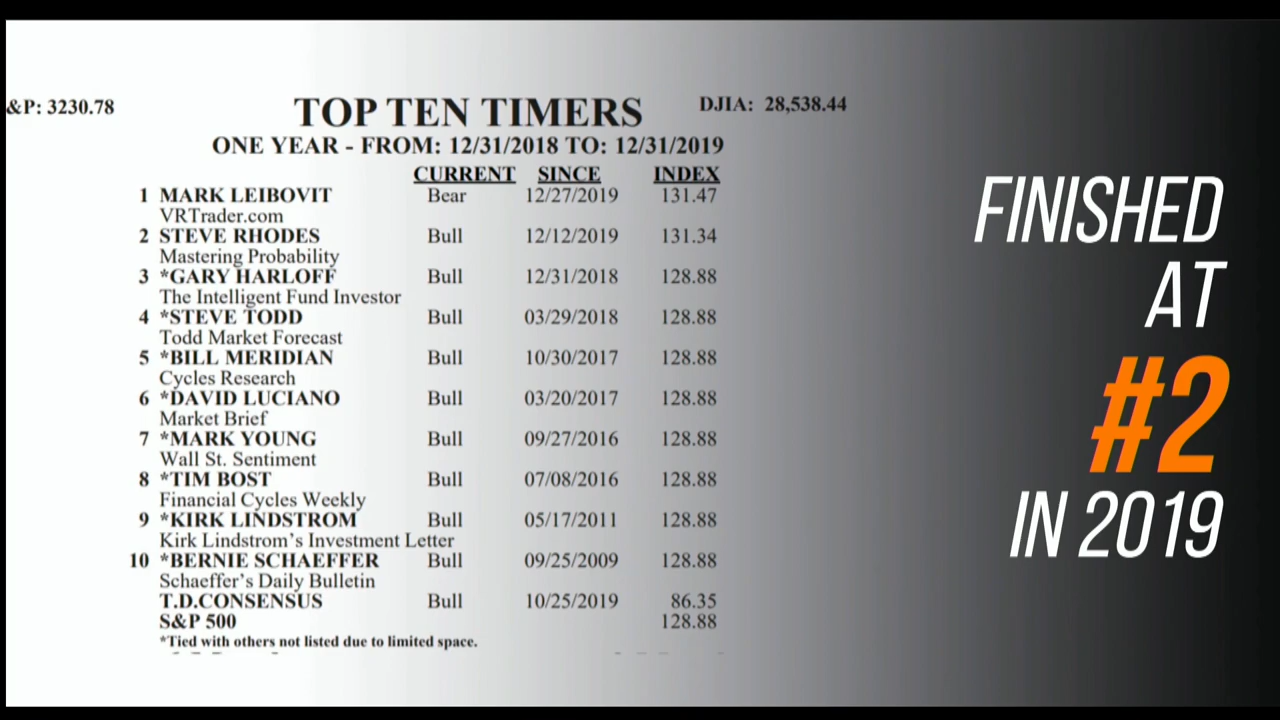 &P: 3230.78
TOP TEN TIMERS
DJIA: 28,538.44
ONE YEAR - FROM: 12/31/2018 TO: 12/31/2019
CURRENT SINCE INDEX
1 MARK LEIBOVIT Bear 12/27/2019 131.47
VRTrader.com
2 STEVE RHODES Bull 12/12/2019 131.34
Mastering Probability
3 *GARY HARLOFF Bull 12/31/2018 128.88
The Intelligent Fund Investor
4 *STEVE TODD Bull 03/29/2018 128.88
Todd Market Forecast
5 *BILL MERIDIAN Bull 10/30/2017 128.88
Cycles Research
6 *DAVID LUCIANO Bull 03/20/2017 128.88
Market Brief
7 *MARK YOUNG Bull 09/27/2016 128.88
Wall St. Sentiment
8 *TIM BOST Bull 07/08/2016 128.88
Financial Cycles Weekly
9 *KIRK LINDSTROM Bull 05/17/2011 128.88
Kirk Lindstrom's Investment Letter
10 *BERNIE SCHAEFFER Bull 09/25/2009 128.88
Schaeffer's Daily Bulletin
T.D.CONSENSUS Bull 10/25/2019 86.35
S&P 500 128.88
*Tied with others not listed due to limited space.
FINISHED
AT
#2
IN 2019